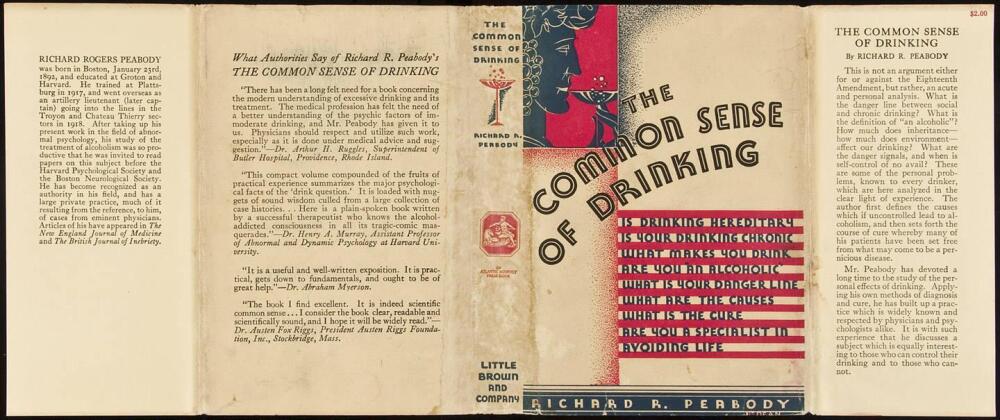 RICHARD ROGERS PEABODY
was born in Boston, January 23rd,
1892, and educated at Groton and
Harvard. He trained at Platts-
burg in 1917, and went overseas as
an artillery lieutenant (later cap-
tain) going into the lines in the
Troyon and Chateau Thierry sec-
tors in 1918. After taking up his
present work in the field of abnor-
mal psychology, his study of the
treatment of alcoholism was so pro-
ductive that he was invited to read
papers on this subject before the
Harvard Psychological Society and
the Boston Neurological Society.
He has become recognized as an
authority in his field, and has a
large private practice, much of it
resulting from the reference, to him,
of cases from eminent physicians.
Articles of his have appeared in The
New England Journal of Medicine
and The British Journal of Inebriety.
What Authorities Say of Richard R. Peabody's
THE COMMON SENSE OF DRINKING
"There has been a long felt need for a book concerning
the modern understanding of excessive drinking and its
treatment. The medical profession has felt the need of
a better understanding of the psychic factors of im-
moderate drinking, and Mr. Peabody has given it to
us. Physicians should respect and utilize such work,
especially as it is done under medical advice and sug-
gestion."—Dr. Arthur H. Ruggles, Superintendent of
Butler Hospital, Providence, Rhode Island.
"This compact volume compounded of the fruits of
practical experience summarizes the major psychologi-
cal facts of the 'drink question.' It is loaded with nug-
gets of sound wisdom culled from a large collection of
case histories. . . Here is a plain-spoken book written
by a successful therapeutist who knows the alcohol-
addicted consciousness in all its tragic-comic mas-
querades."—Dr. Henry A. Murray, Assistant Professor
of Abnormal and Dynamic Psychology at Harvard Uni-
versity.
"It is a useful and well-written exposition. It is prac-
tical, gets down to fundamentals, and ought to be of
great help."—Dr. Abraham Myerson.
"The book I find excellent. It is indeed scientific
common sense . . . I consider the book clear, readable and
scientifically sound, and I hope it will be widely read."—
Dr. Austen Fox Riggs, President Austen Riggs Founda-
tion, Inc., Stockbridge, Mass.
THE
COMMON
SENSE OF
DRINKING
RICHARD R.
PEABODY
AN
ATLANTIC MONTHLY
PRESS BOOK
LITTLE
BROWN
AND
COMPANY
THE
COMMON SENSE
OF DRINKING
IS DRINKING HEREDITARY
IS YOUR DRINKING CHRONIC
WHAT MAKES YOU DRINK
ARE YOU AN ALCOHOLIC
WHAT IS YOUR DANGER LINE
WHAT ARE THE CAUSES
WHAT IS THE CURE
ARE YOU A SPECIALIST IN
AVOIDING LIFE
RICHARD R. PEABODY
$2.00
THE COMMON SENSE
OF DRINKING
By RICHARD R. PEABODY
This is not an argument either
for or against the Eighteenth
Amendment, but rather, an acute
and personal analysis. What is
the danger line between social
and chronic drinking? What is
the definition of "an alcoholic"?
How much does inheritance—
how much does environment—
affect our drinking? What are
the danger signals, and when is
self-control of no avail? These
are some of the personal prob-
lems, known to every drinker,
which are here analyzed in the
clear light of experience. The
author first defines the causes
which if uncontrolled lead to al-
coholism, and then sets forth the
course of cure whereby many of
his patients have been set free
from what may come to be a per-
nicious disease.
Mr. Peabody has devoted a
long time to the study of the per-
sonal effects of drinking. Apply-
ing his own methods of diagnosis
and cure, he has built up a prac-
tice which is widely known and
respected by physicians and psy-
chologists alike. It is with such
experience that he discusses a
subject which is equally interest-
ing to those who can control their
drinking and to those who can-
not.